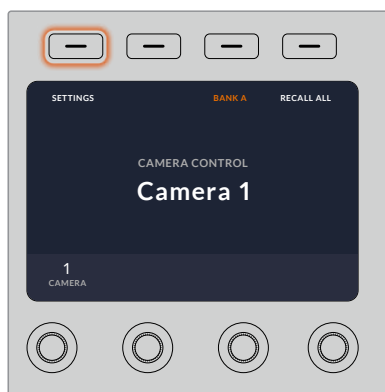 SETTINGS BANK A RECALL ALL
CAMERA CONTROL
Camera 1
1
CAMERA